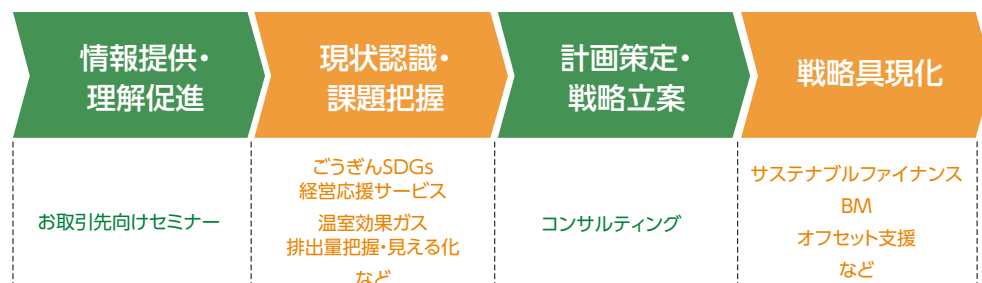 情報提供・
理解促進
現状認識・
課題把握
計画策定・
戦略立案
戦略具現化
お取引先向けセミナー
ごうぎんSDGs
経営応援サービス
温室効果ガス
排出量把握・見える化
など
コンサルティング
サステナブルファイナンス
BM
オフセット支援
など